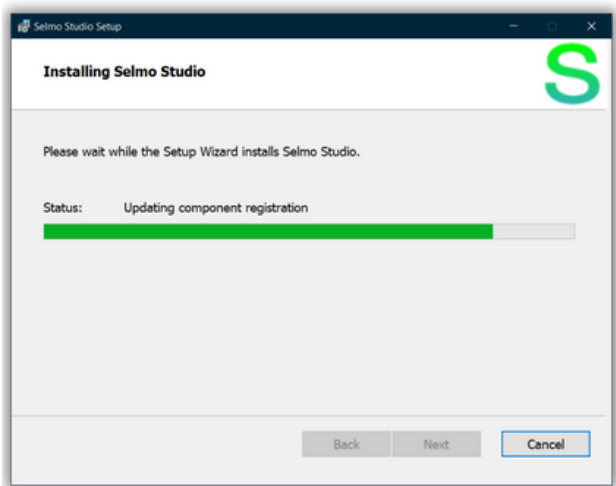 Selmo Studio Setup
Installing Selmo Studio
S
Please wait while the Setup Wizard installs Selmo Studio.
Status: Updating component registration
Back Next Cancel